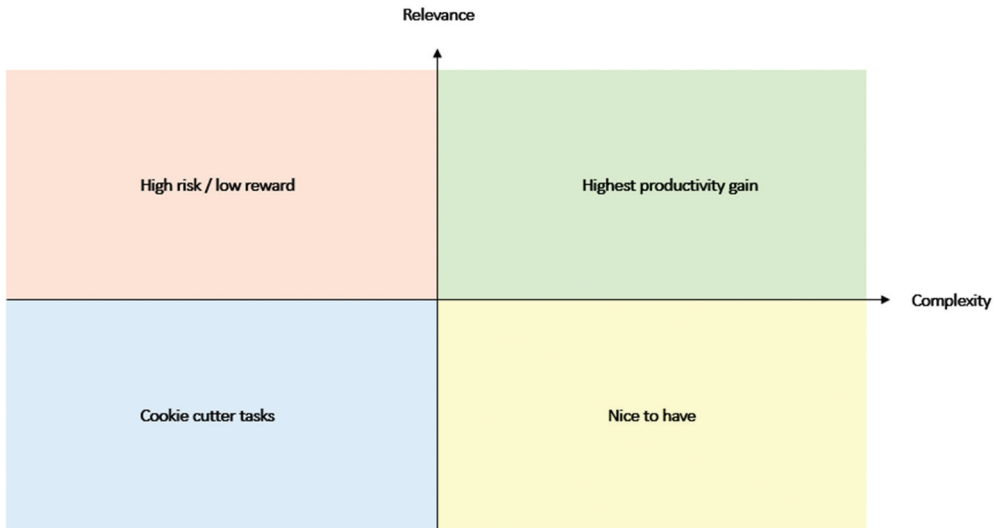 Relevance
High risk / low reward
Highest productivity gain
Complexity
Cookie cutter tasks
Nice to have